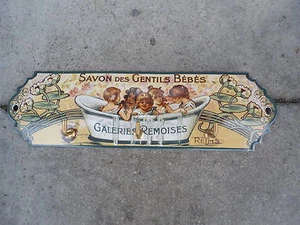 SAVON DES GENTILS BÉBÉS
GALERIES RÉMOISES
REIMS